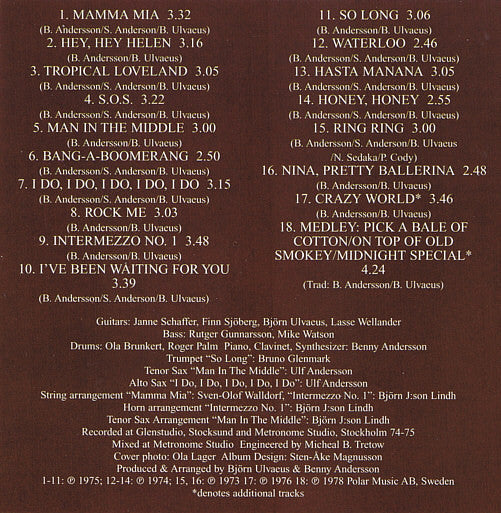 1. MAMMA MIA 3.32
(B. Andersson/S. Anderson/B. Ulvaeus)
2. HEY, HEY HELEN 3.16
(B. Andersson/B. Ulvaeus)
3. TROPICAL LOVELAND 3.05
(B. Andersson/S. Anderson/B. Ulvaeus)
4. S.O.S. 3.22
(B. Andersson/S. Anderson/B. Ulvaeus)
5. MAN IN THE MIDDLE 3.00
(B. Andersson/B. Ulvaeus)
6. BANG-A-BOOMERANG 2.50
(B. Andersson/S. Anderson/B. Ulvaeus)
7. I DO, I DO, I DO, I DO, I DO 3.15
(B. Andersson/S. Anderson/B. Ulvaeus)
8. ROCK ME 3.03
(B. Andersson/B. Ulvaeus)
9. INTERMEZZO NO. 1 3.48
(B. Andersson/B. Ulvaeus)
10. I'VE BEEN WAITING FOR YOU
3.39
(B. Andersson/S. Anderson/B. Ulvaeus)
11. SO LONG 3.06
(B. Andersson/B. Ulvaeus)
12. WATERLOO 2.46
(B. Andersson/S. Anderson/B. Ulvaeus)
13. HASTA MANANA 3.05
(B. Andersson/S. Anderson/B. Ulvaeus)
14. HONEY, HONEY 2.55
(B. Andersson/S. Anderson/B. Ulvaeus)
15. RING RING 3.00
(B. Andersson/S. Anderson/B. Ulvaeus
/N. Sedaka/P. Cody)
16. NINA, PRETTY BALLERINA 2.48
(B. Andersson/B. Ulvaeus)
17. CRAZY WORLD* 3.46
(B. Andersson/B. Ulvaeus)
18. MEDLEY: PICK A BALE OF
COTTON/ON TOP OF OLD
SMOKEY/MIDNIGHT SPECIAL*
4.24
(Trad: B. Andersson/B. Ulvaeus)
Guitars: Janne Schaffer, Finn Sjöberg, Björn Ulvaeus, Lasse Wellander
Bass: Rutger Gunnarsson, Mike Watson
Drums: Ola Brunkert, Roger Palm Piano, Clavinet, Synthesizer: Benny Andersson
Trumpet "So Long": Bruno Glenmark
Tenor Sax "Man In The Middle": Ulf Andersson
Alto Sax "I Do, I Do, I Do, I Do, I Do": Ulf Andersson
String arrangement "Mamma Mia": Sven-Olof Walldorf, "Intermezzo No. 1": Björn J:son Lindh
Horn arrangement "Intermezzo No. 1": Björn J:son Lindh
Tenor Sax Arrangement "Man In The Middle": Björn J:son Lindh
Recorded at Glenstudio, Stocksund and Metronome Studio, Stockholm 74-75
Mixed at Metronome Studio Engineered by Micheal B. Tretow
Cover photo: Ola Lager Album Design: Sten-Åke Magnusson
Produced & Arranged by Björn Ulvaeus & Benny Andersson
1-11: ℗ 1975; 12-14: ℗ 1974; 15, 16: ℗ 1973 17: ℗ 1976 18: ℗ 1978 Polar Music AB, Sweden
*denotes additional tracks